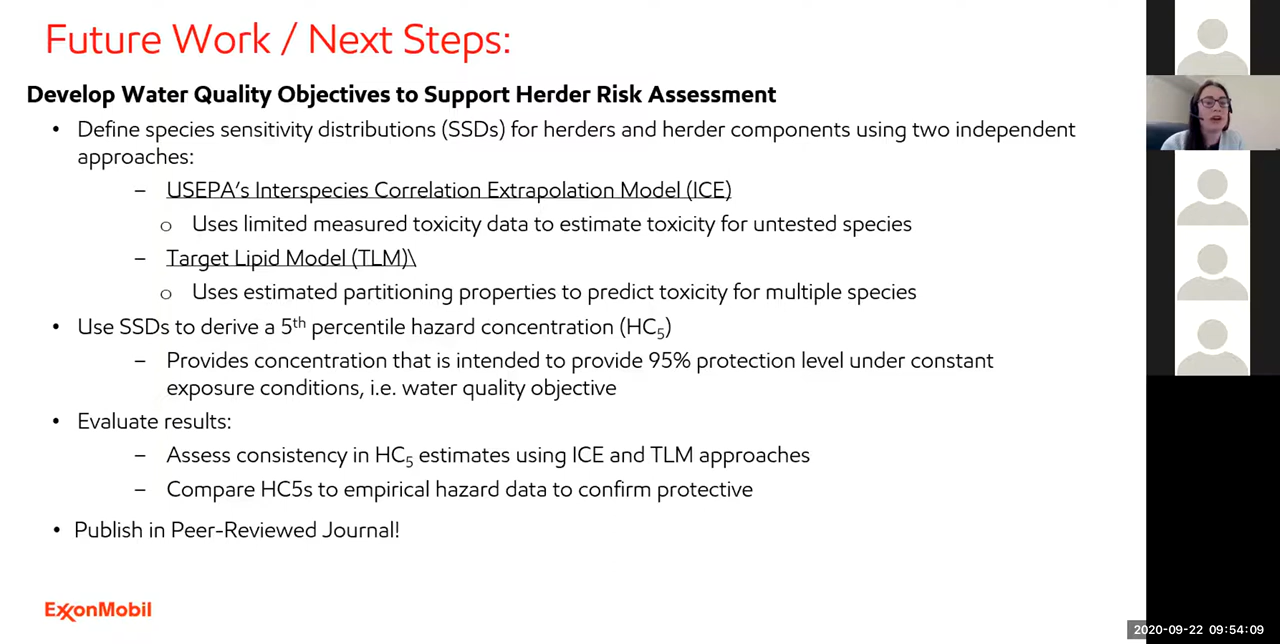 Future Work / Next Steps:
Develop Water Quality Objectives to Support Herder Risk Assessment
• Define species sensitivity distributions (SSDs) for herders and herder components using two independent
approaches:
– USEPA's Interspecies Correlation Extrapolation Model (ICE)
o Uses limited measured toxicity data to estimate toxicity for untested species
– Target Lipid Model (TLM)\
o Uses estimated partitioning properties to predict toxicity for multiple species
• Use SSDs to derive a 5th percentile hazard concentration (HC5)
– Provides concentration that is intended to provide 95% protection level under constant
exposure conditions, i.e. water quality objective
• Evaluate results:
– Assess consistency in HC5 estimates using ICE and TLM approaches
– Compare HC5s to empirical hazard data to confirm protective
• Publish in Peer-Reviewed Journal!
ExxonMobil
2020-09-22 09:54:09